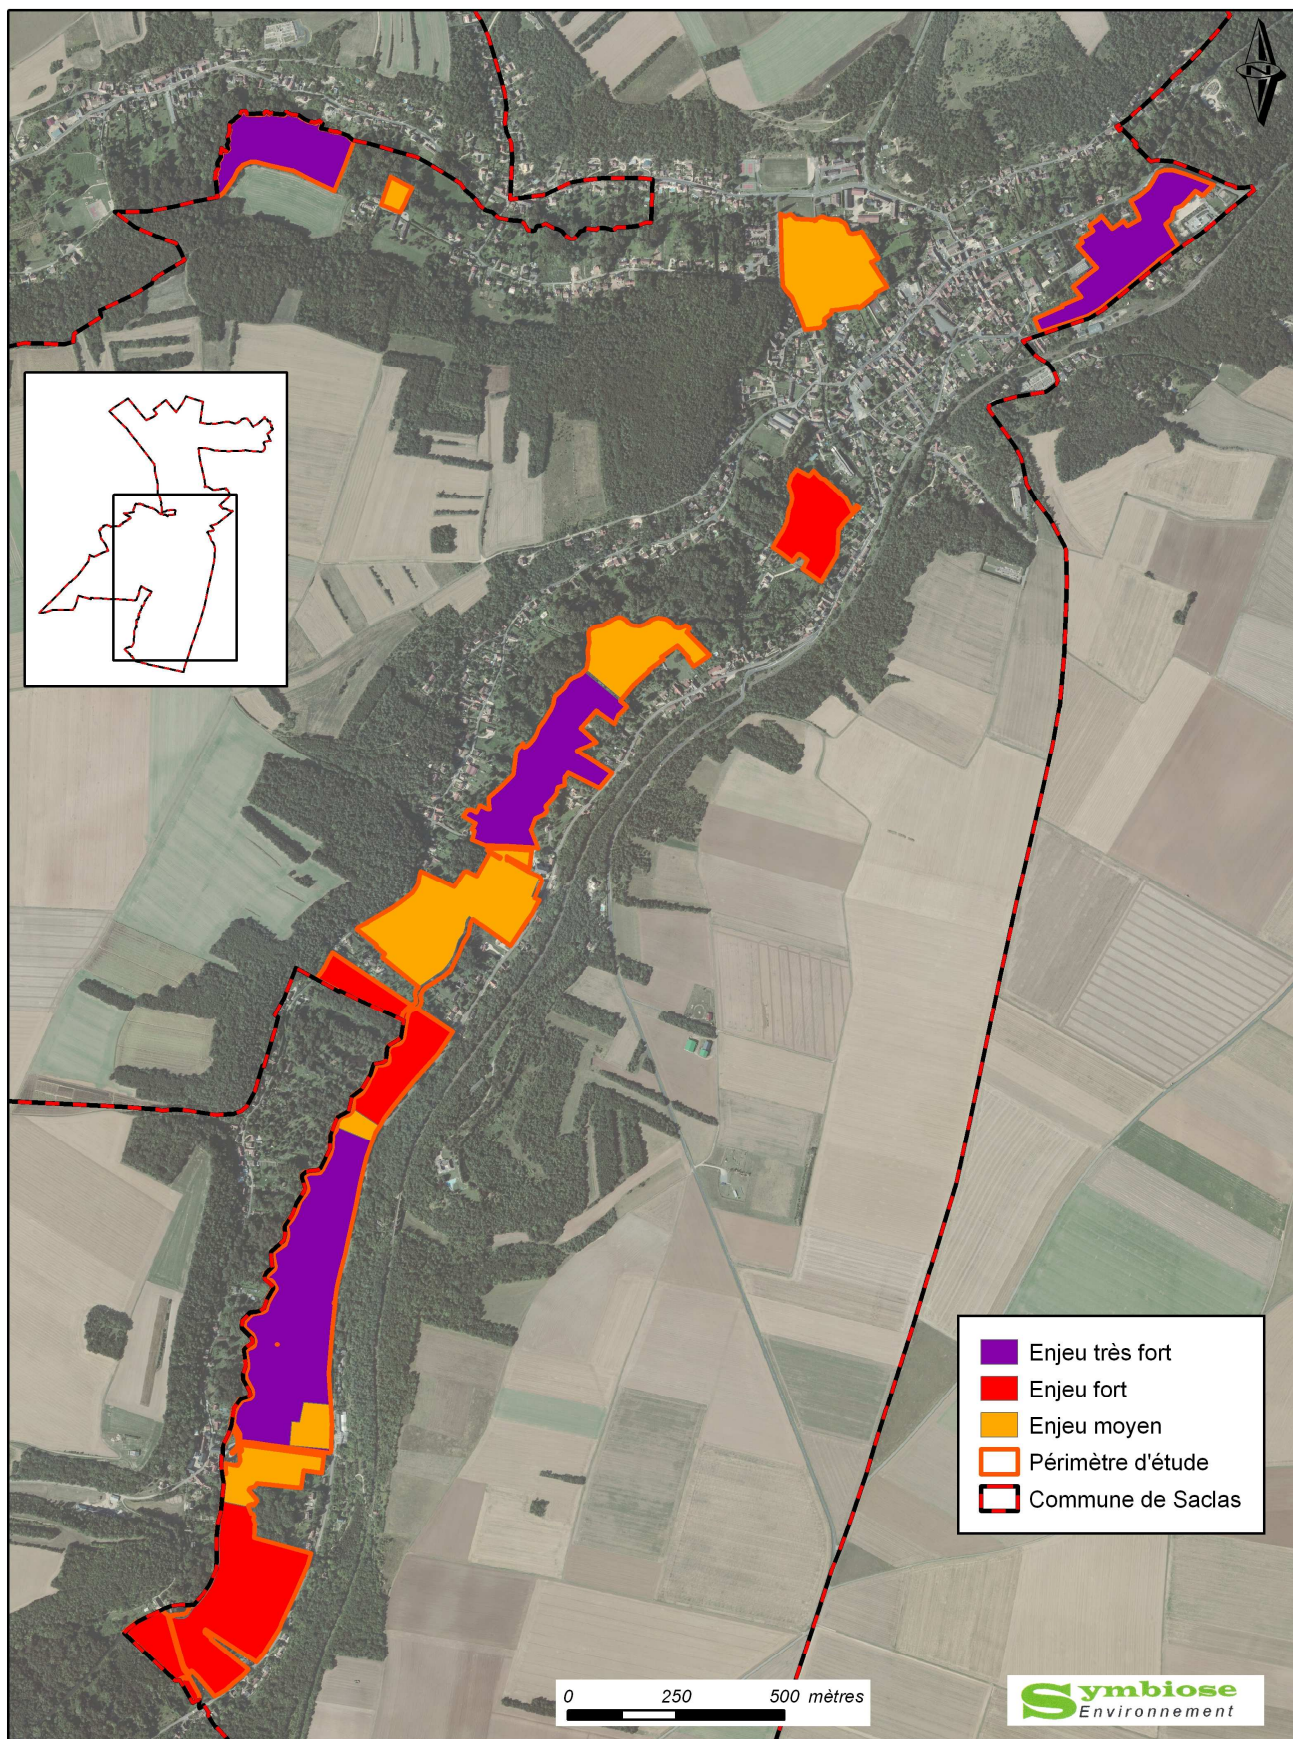 N
Enjeu très fort
Enjeu fort
Enjeu moyen
Périmètre d'étude
Commune de Saclas
0 250 500 mètres
Symbiose
Environnement